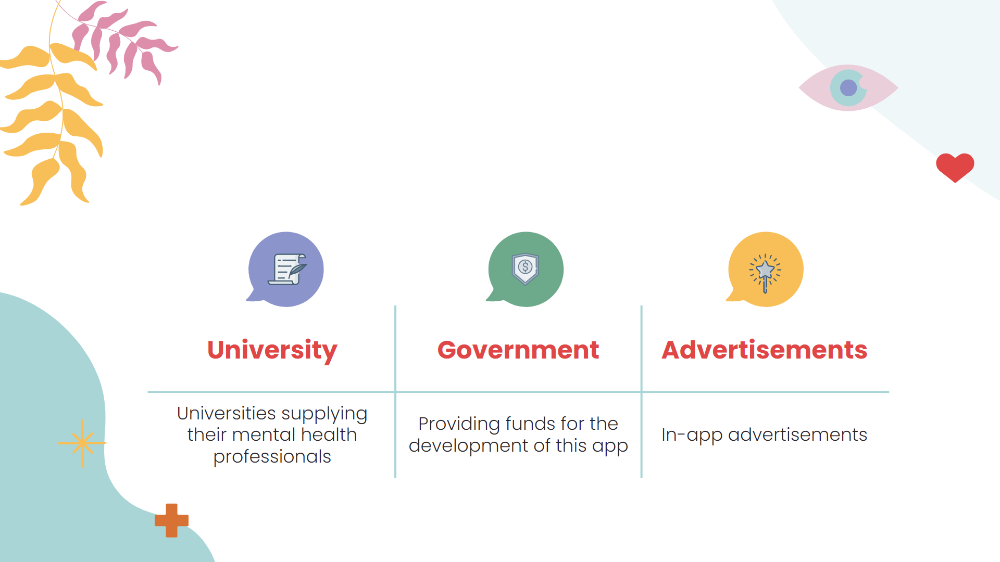 University
Government
Advertisements
Universities supplying
their mental health
professionals
Providing funds for the
development of this app
In-app advertisements